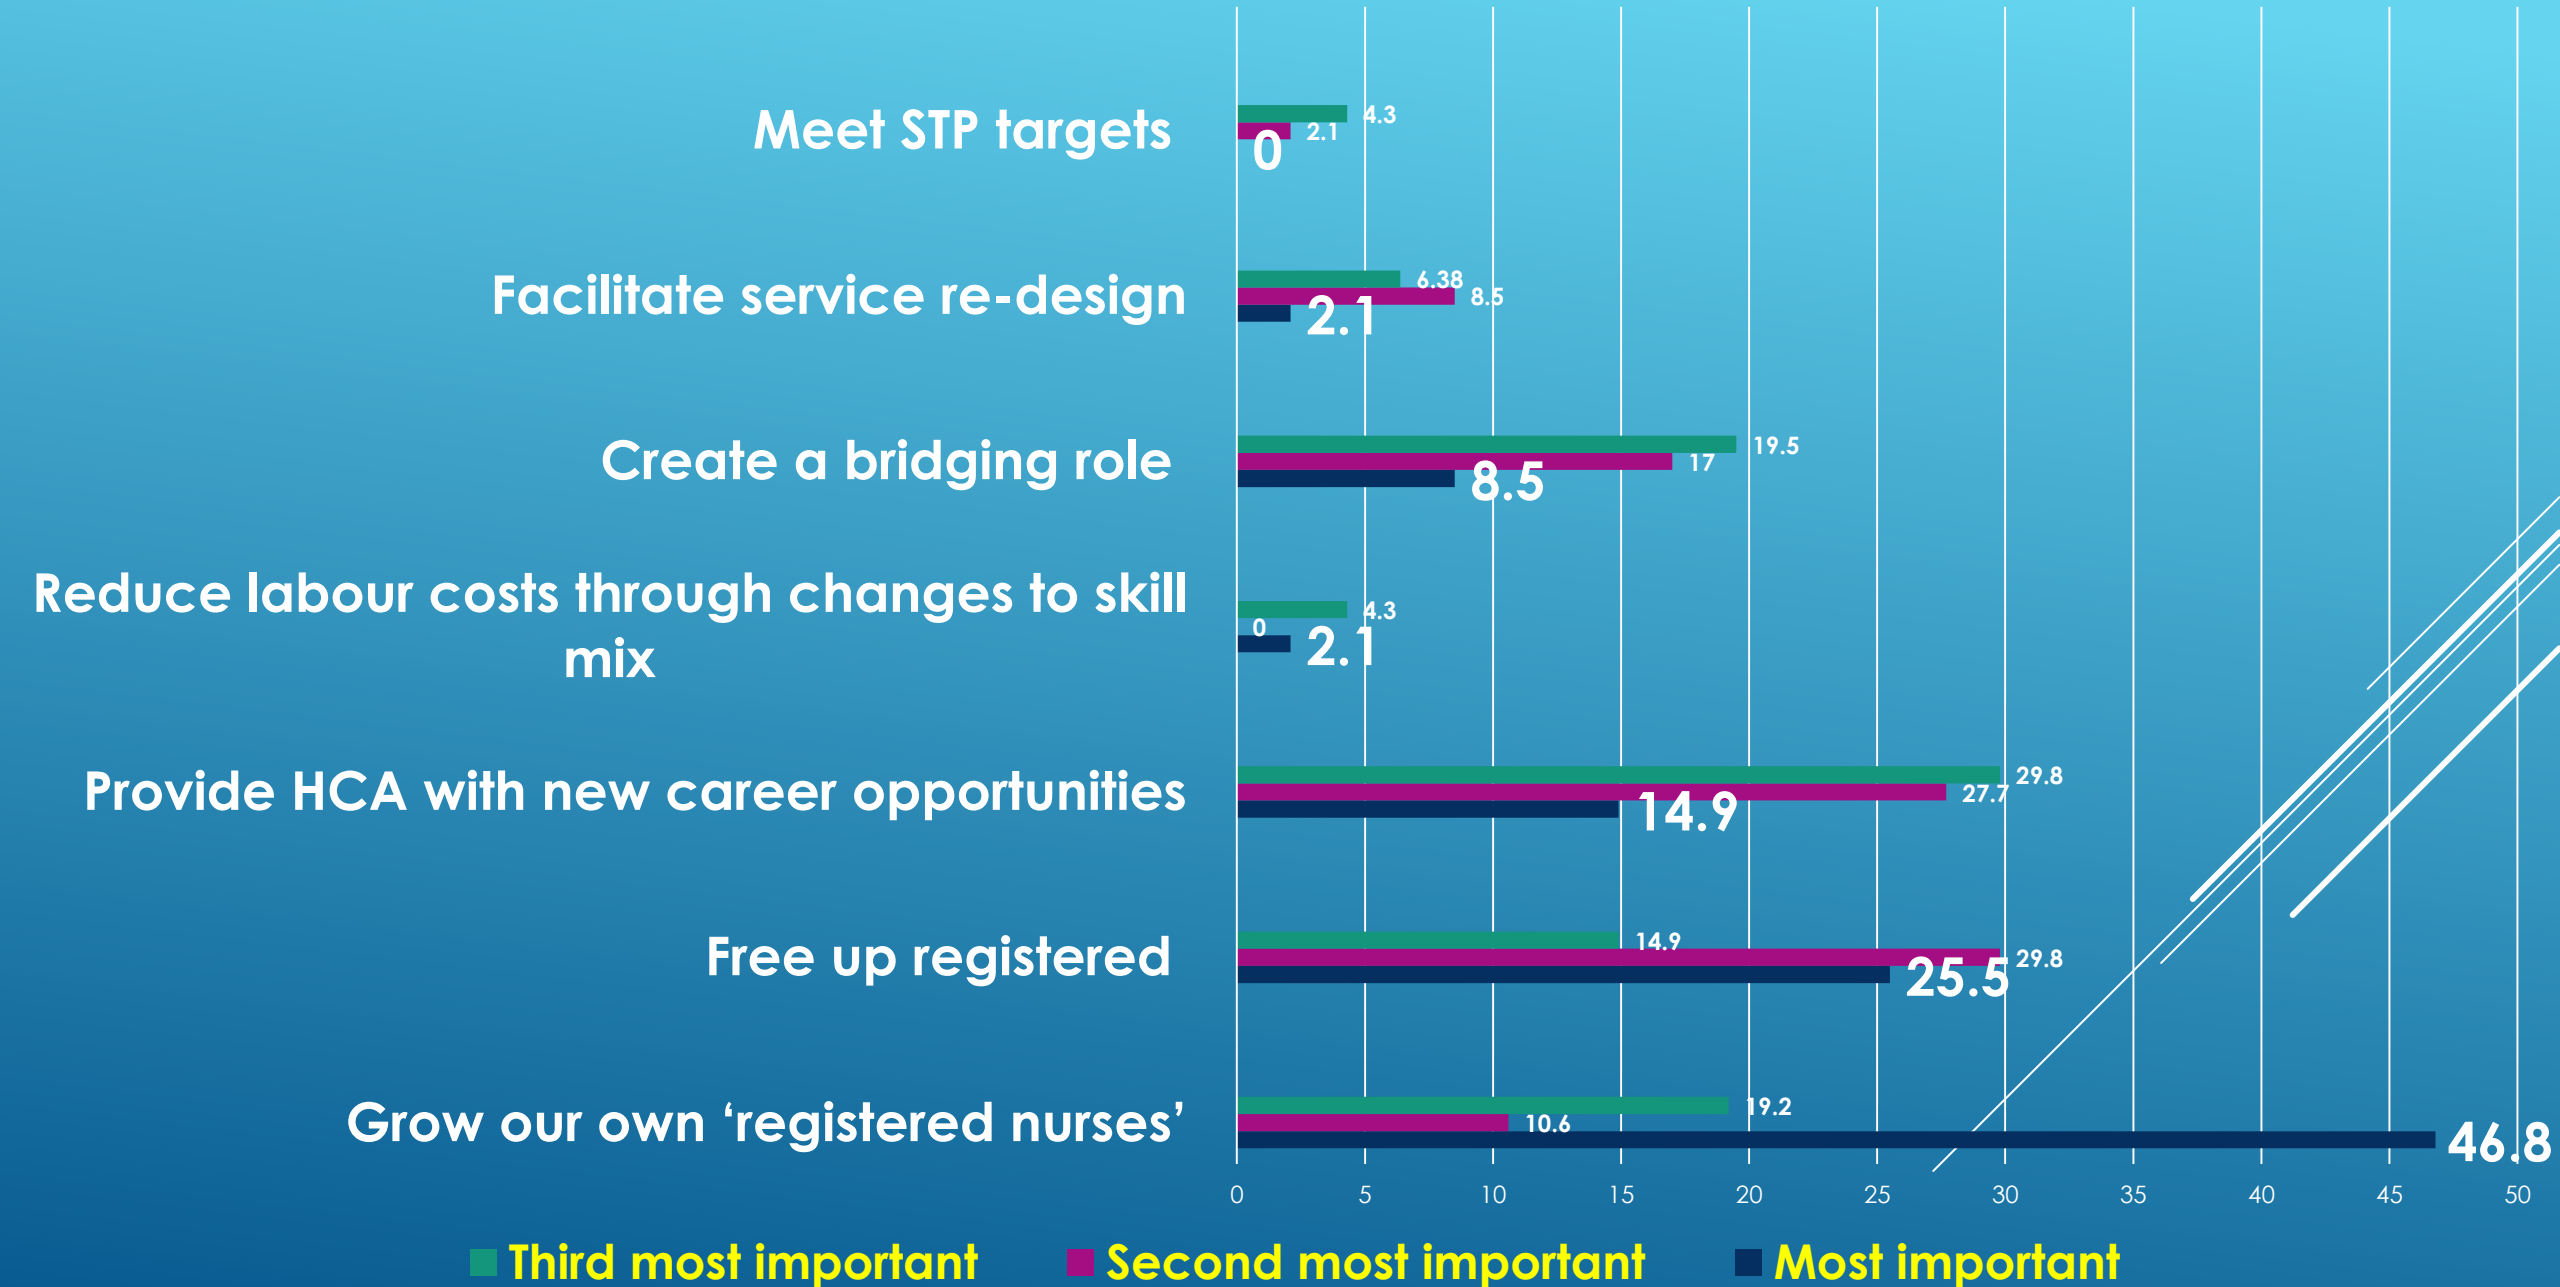 Meet STP targets
4.3
2.1
0
Facilitate service re-design
6.38
8.5
2.1
Create a bridging role
19.5
17
8.5
Reduce labour costs through changes to skill
mix
4.3
0
2.1
Provide HCA with new career opportunities
29.8
27.7
14.9
Free up registered
14.9
29.8
25.5
Grow our own ‘registered nurses’
19.2
10.6
46.8
0 5 10 15 20 25 30 35 40 45 50
Third most important Second most important Most important